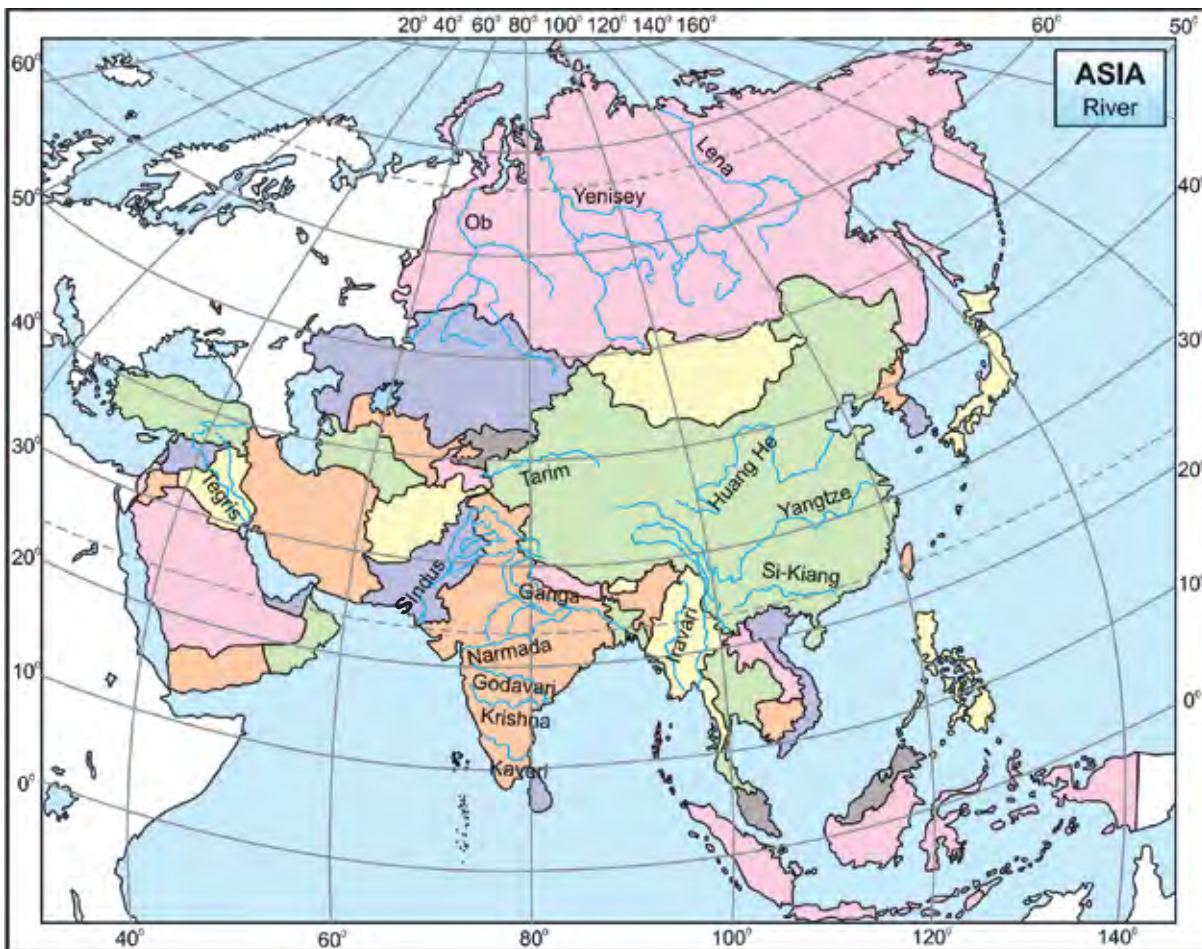 20° 40° 60° 80° 100° 120° 140° 160° 60° 50°
ASIA
River
60°
50°
40°
30°
20°
10°
0°
40°
30°
20°
10°
0°
Lena
Yenisey
Ob
Tarim
Huang He
Yangtze
Si-Kiang
Tegris
SIndus
Ganga
Iravari
Narmada
Godavari
Krishna
Kaveri
40° 60° 80° 100° 120° 140°